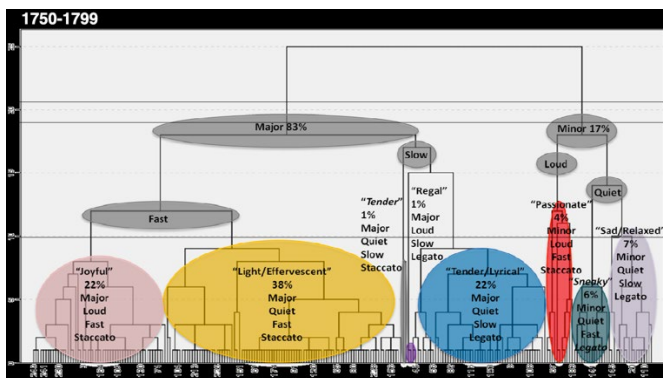 1750-1799
Major 83%
Minor 17%
Slow
Loud
Quiet
Fast
"Tender"
1%
Major
Quiet
Slow
Staccato
"Regal"
1%
Major
Loud
Slow
Legato
"Joyful"
22%
Major
Loud
Fast
Staccato
"Light/Effervescent"
38%
Major
Quiet
Fast
Staccato
"Tender/Lyrical"
22%
Major
Quiet
Slow
Legato
"Passionate"
4%
Minor
Loud
Fast
Staccato
"Sneaky"
6%
Minor
Quiet
Fast
Legato
"Sad/Relaxed"
7%
Minor
Quiet
Slow
Legato